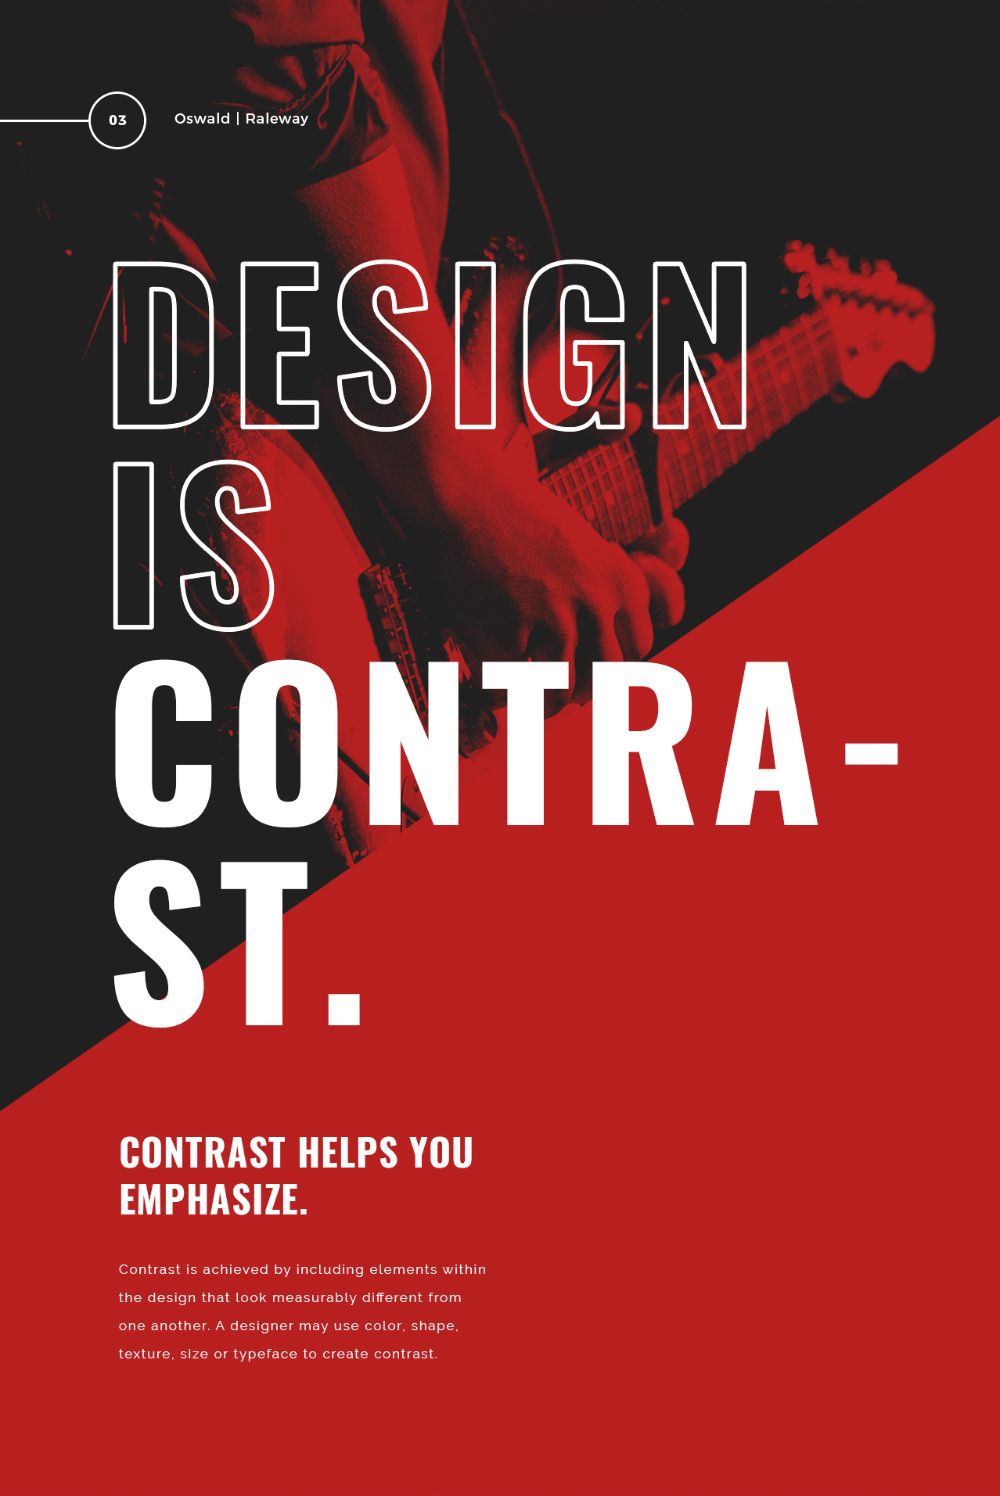 03
Oswald | Raleway
DESIGN
IS
CONTRA-
ST.
CONTRAST HELPS YOU
EMPHASIZE.
Contrast is achieved by including elements within
the design that look measurably different from
one another. A designer may use color, shape,
texture, size or typeface to create contrast.